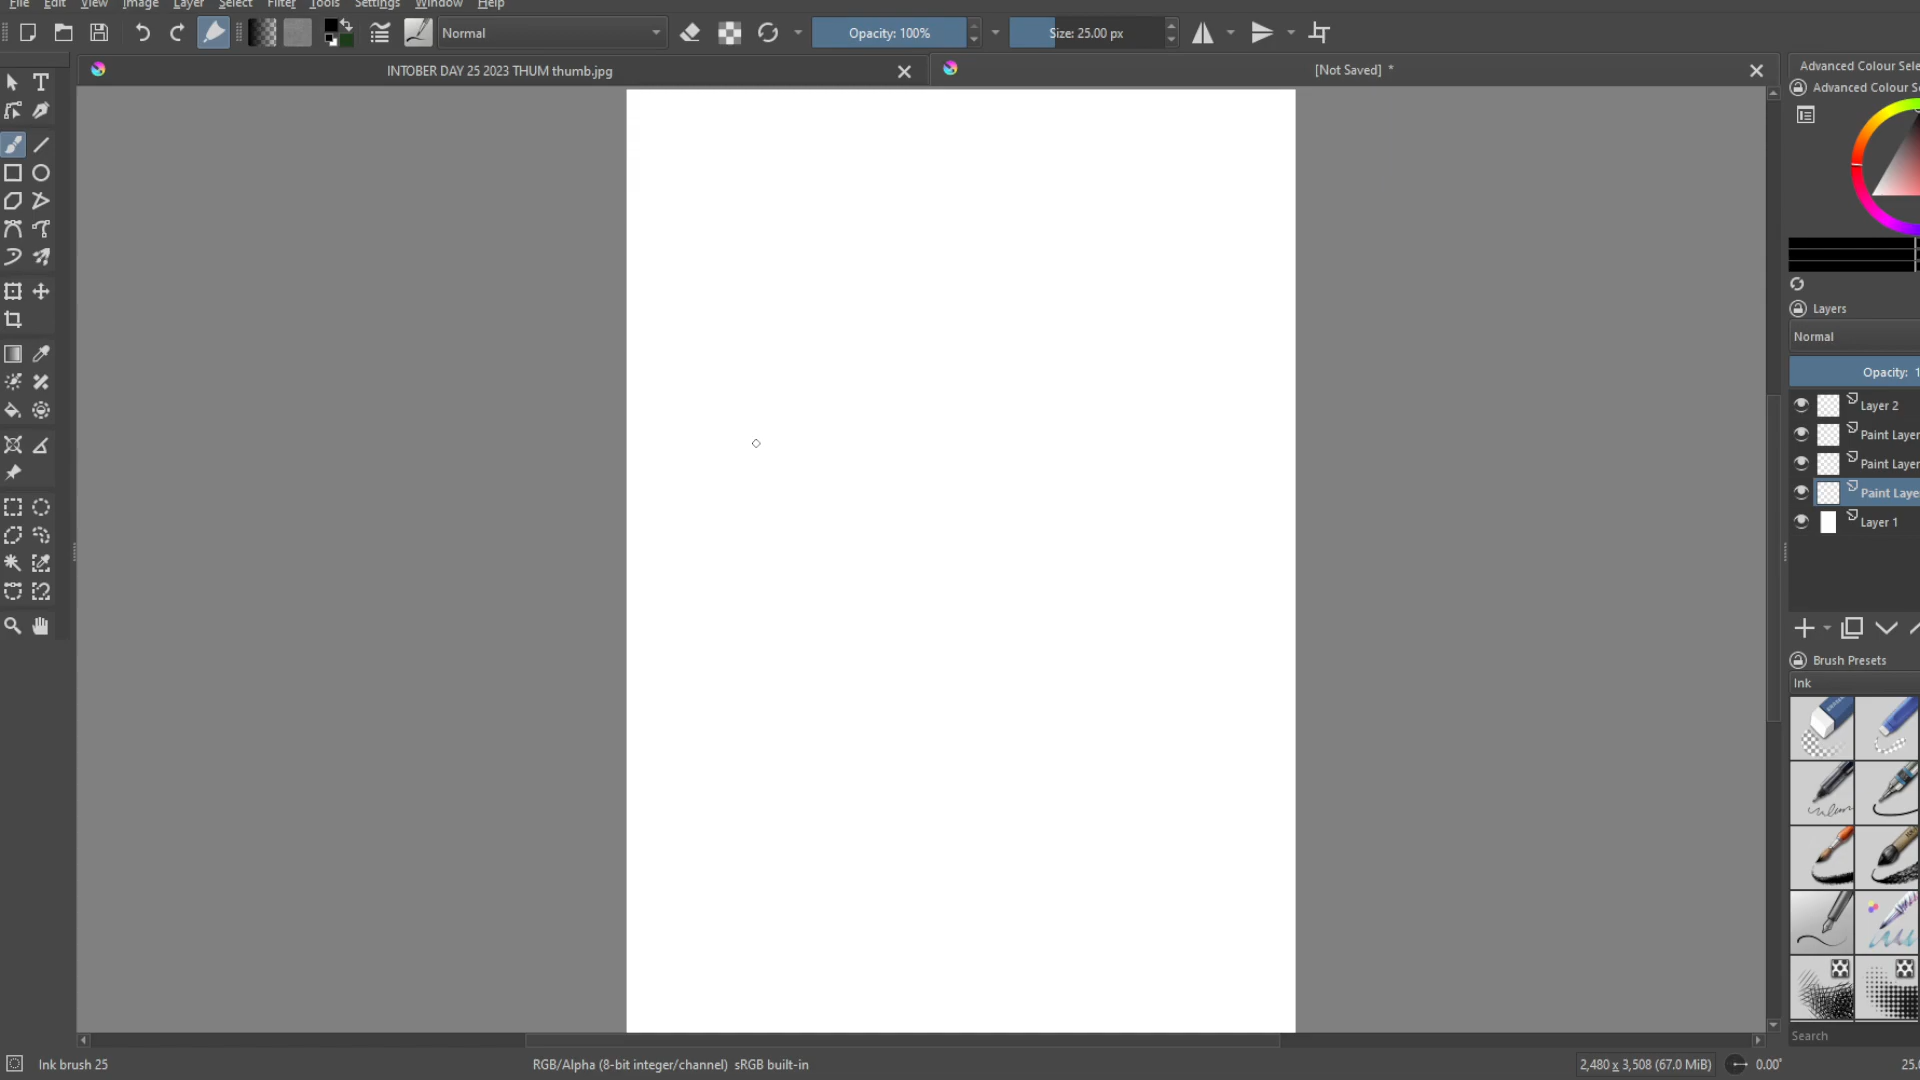 File Edit View Image Layer Select Filter Tools Settings Window Help
Normal Opacity: 100% Size: 25.00 px
INTOBER DAY 25 2023 THUM thumb.jpg [Not Saved] *
T
Advanced Colour Sele
Advanced Colour Se
Layers
Normal
Opacity: 1
Layer 2
Paint Laye
Paint Laye
Paint Laye
Layer 1
Brush Presets
Ink
Search
Ink brush 25 RGB/Alpha (8-bit integer/channel) sRGB built-in 2,480 x 3,508 (67.0 MiB) 0.00° 25.0